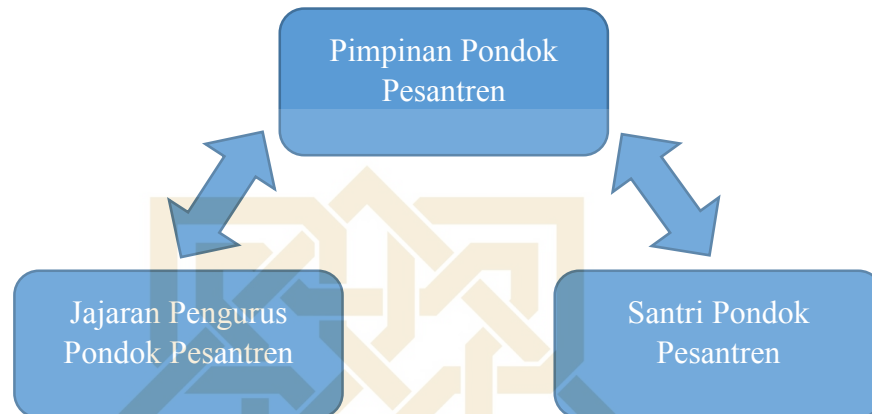 Pimpinan Pondok
Pesantren
Jajaran Pengurus
Pondok Pesantren
Santri Pondok
Pesantren